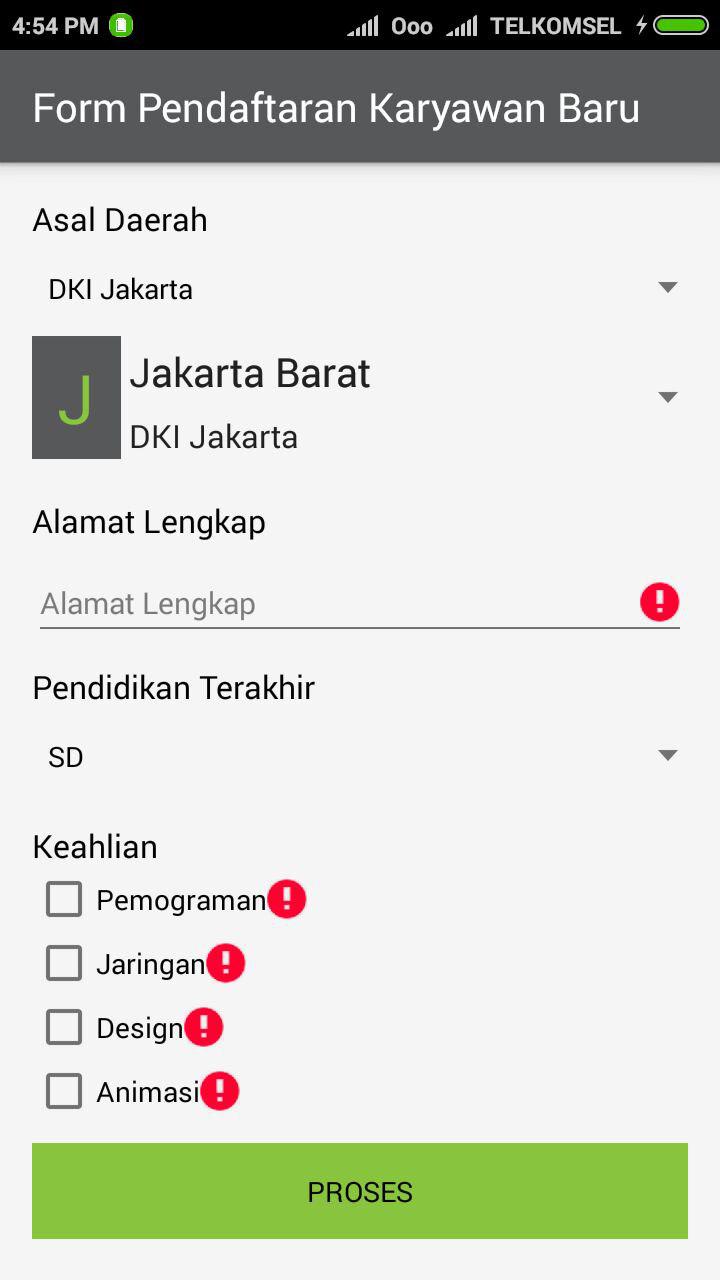 4:54 PM Ooo TELKOMSEL
Form Pendaftaran Karyawan Baru
Asal Daerah
DKI Jakarta
J
Jakarta Barat
DKI Jakarta
Alamat Lengkap
Alamat Lengkap
Pendidikan Terakhir
SD
Keahlian
Pemograman
Jaringan
Design
Animasi
PROSES